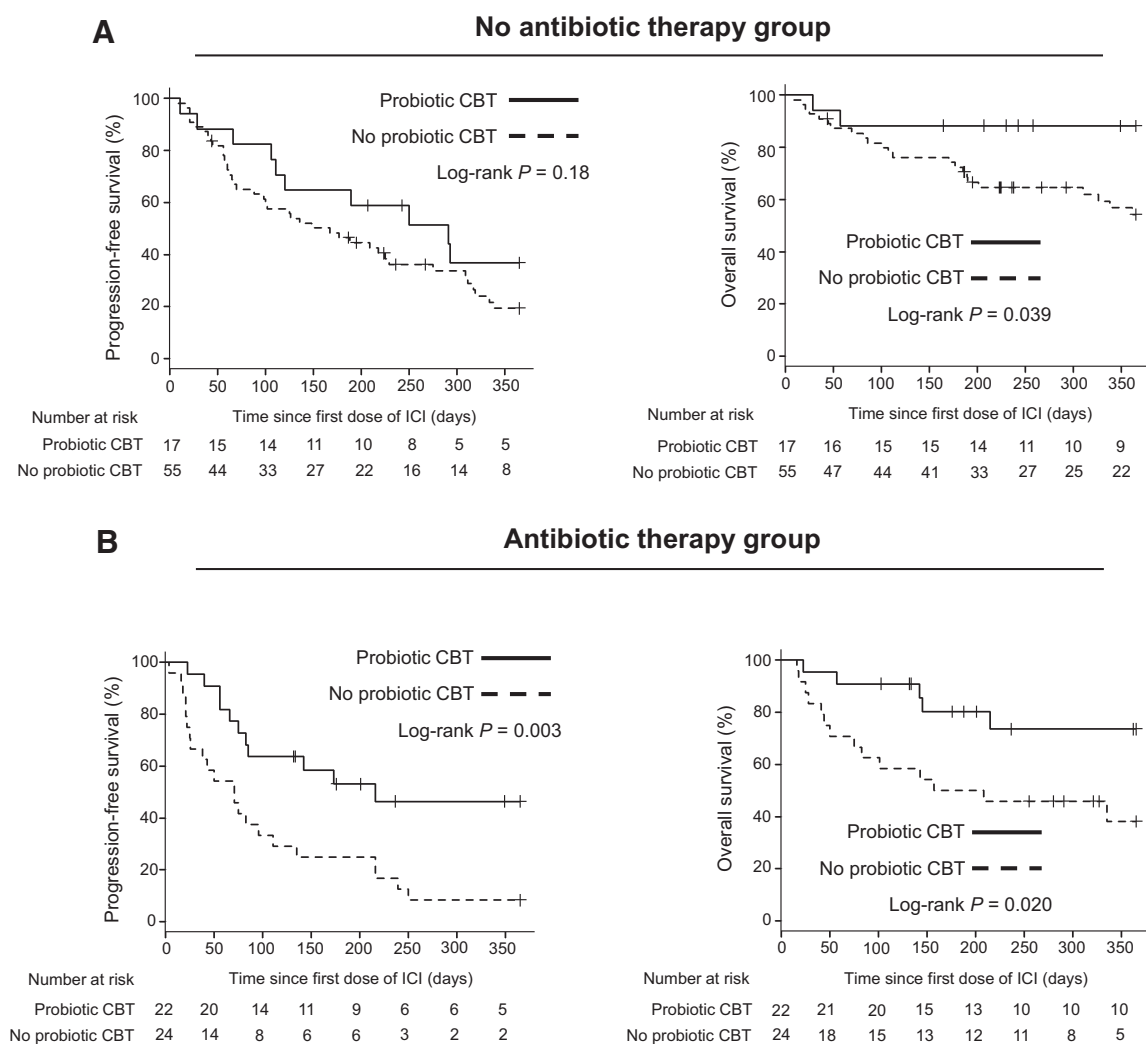 A
No antibiotic therapy group
Progression-free survival (%)
100
80
60
40
20
0
Probiotic CBT
No probiotic CBT
Log-rank P = 0.18
0 50 100 150 200 250 300 350
Number at risk Time since first dose of ICI (days)
Probiotic CBT 17 15 14 11 10 8 5 5
No probiotic CBT 55 44 33 27 22 16 14 8
Overall survival (%)
100
80
60
40
20
0
Probiotic CBT
No probiotic CBT
Log-rank P = 0.039
0 50 100 150 200 250 300 350
Number at risk Time since first dose of ICI (days)
Probiotic CBT 17 16 15 15 14 11 10 9
No probiotic CBT 55 47 44 41 33 27 25 22
B
Antibiotic therapy group
Progression-free survival (%)
100
80
60
40
20
0
Probiotic CBT
No probiotic CBT
Log-rank P = 0.003
0 50 100 150 200 250 300 350
Number at risk Time since first dose of ICI (days)
Probiotic CBT 22 20 14 11 9 6 6 5
No probiotic CBT 24 14 8 6 6 3 2 2
Overall survival (%)
100
80
60
40
20
0
Probiotic CBT
No probiotic CBT
Log-rank P = 0.020
0 50 100 150 200 250 300 350
Number at risk Time since first dose of ICI (days)
Probiotic CBT 22 21 20 15 13 10 10 10
No probiotic CBT 24 18 15 13 12 11 8 5